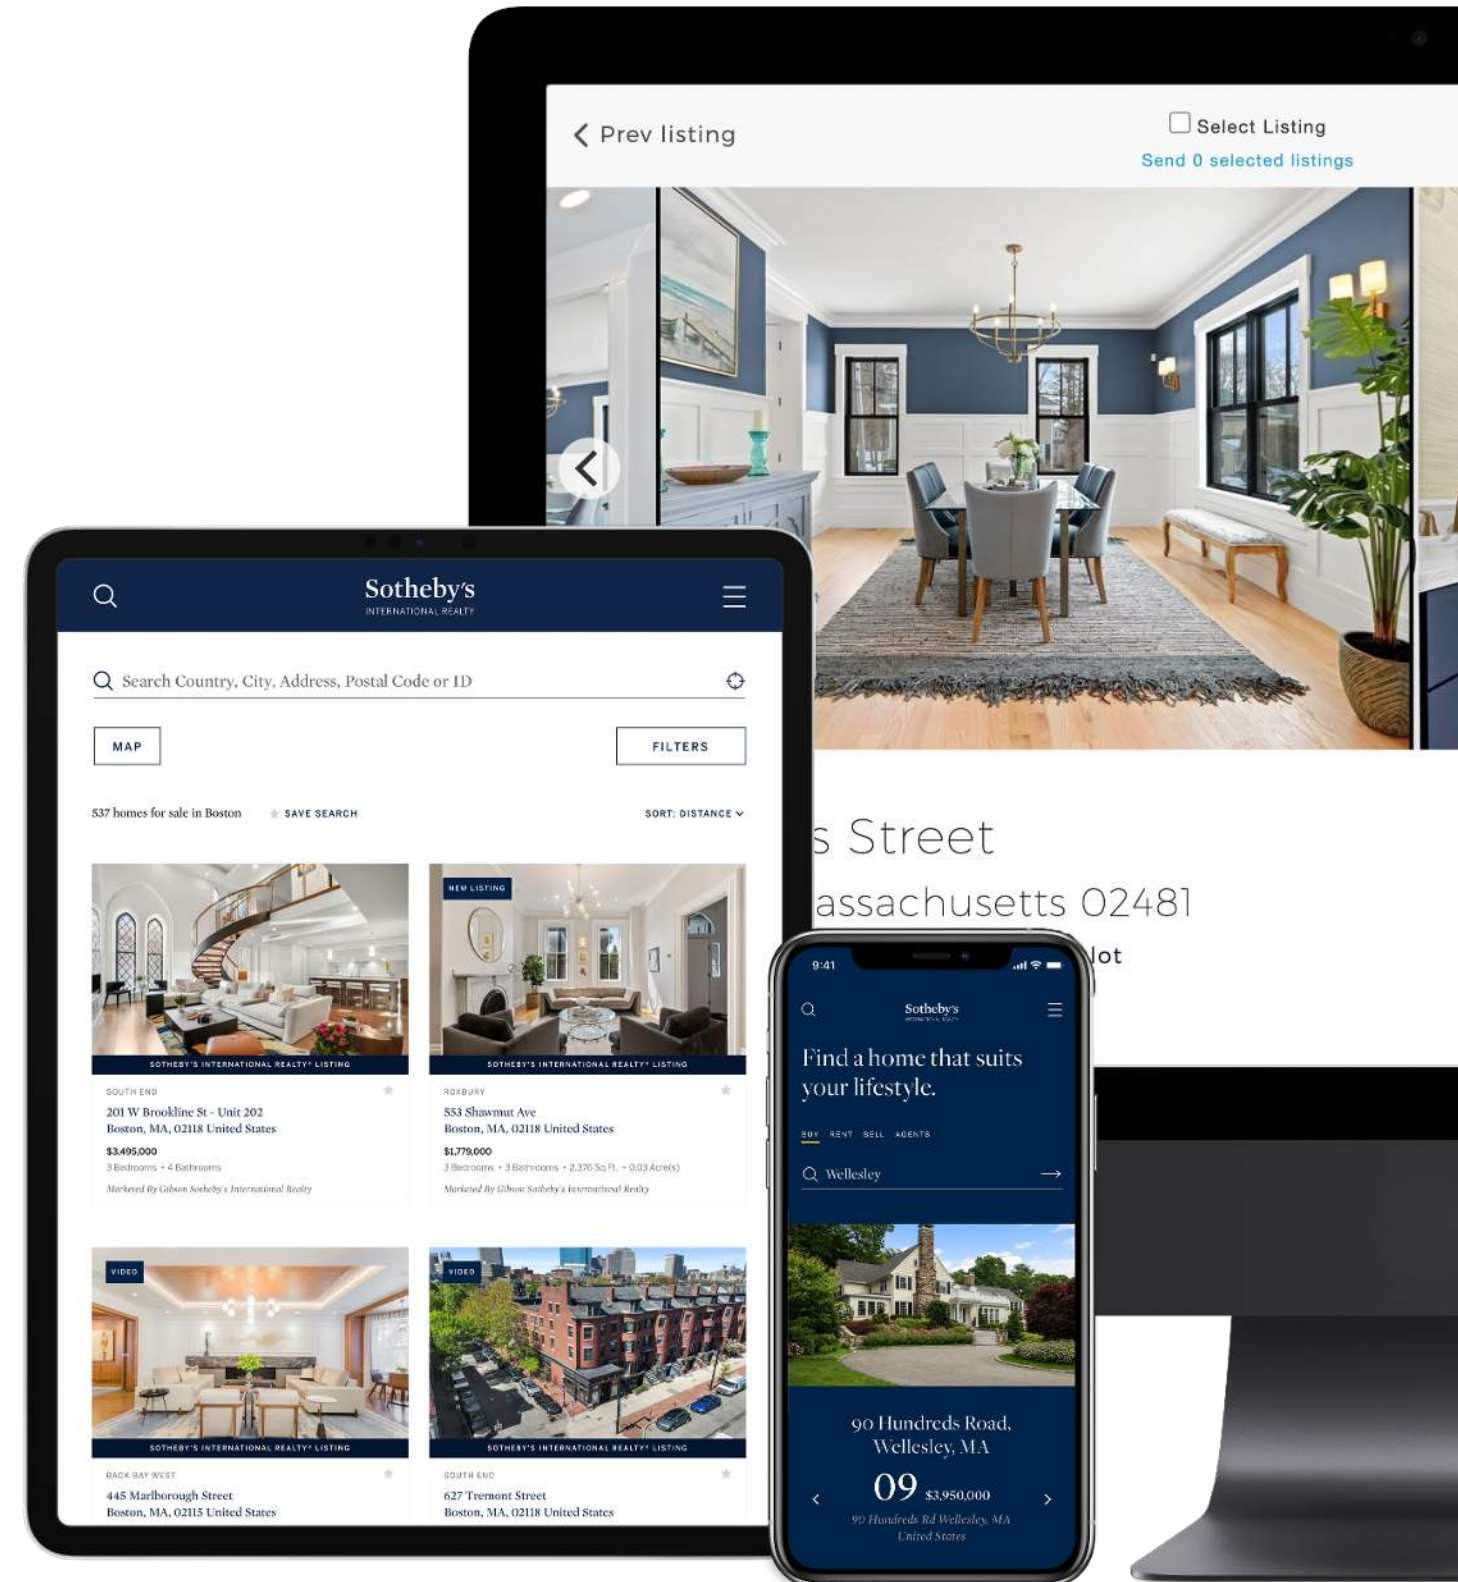 Prev listing
Select Listing
Send 0 selected listings
s Street
assachusetts 02481
lot
Sotheby's
INTERNATIONAL REALTY
Search Country, City, Address, Postal Code or ID
MAP
FILTERS
537 homes for sale in Boston
SAVE SEARCH
SORT: DISTANCE
SOTHEBY'S INTERNATIONAL REALTY® LISTING
SOUTH END
201 W Brookline St - Unit 202
Boston, MA, 02118 United States
$3,495,000
3 Bedrooms • 4 Bathrooms
Marketed By Gibson Sotheby's International Realty
NEW LISTING
SOTHEBY'S INTERNATIONAL REALTY® LISTING
ROXBURY
553 Shawmut Ave
Boston, MA, 02118 United States
$1,779,000
3 Bedrooms • 3 Bathrooms • 2,376 Sq Ft. • 0.03 Acre(s)
Marketed By Gibson Sotheby's International Realty
VIDEO
SOTHEBY'S INTERNATIONAL REALTY® LISTING
BACK BAY WEST
445 Marlborough Street
Boston, MA, 02115 United States
VIDEO
SOTHEBY'S INTERNATIONAL REALTY® LISTING
SOUTH END
627 Tremont Street
Boston, MA, 02118 United States
9:41
Sotheby's
INTERNATIONAL REALTY
Find a home that suits
your lifestyle.
BUY RENT SELL AGENTS
Wellesley
90 Hundreds Road,
Wellesley, MA
09 $3,950,000
90 Hundreds Rd Wellesley, MA
United States